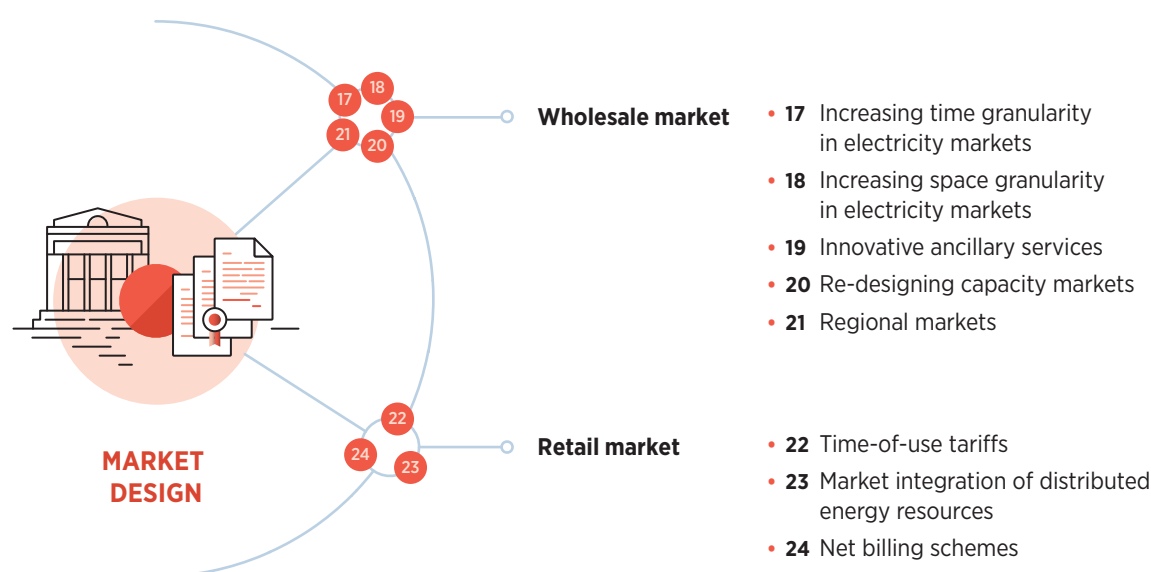 17
18
19
20
21
Wholesale market
• 17 Increasing time granularity
in electricity markets
• 18 Increasing space granularity
in electricity markets
• 19 Innovative ancillary services
• 20 Re-designing capacity markets
• 21 Regional markets
MARKET
DESIGN
22
23
24
Retail market
• 22 Time-of-use tariffs
• 23 Market integration of distributed
energy resources
• 24 Net billing schemes